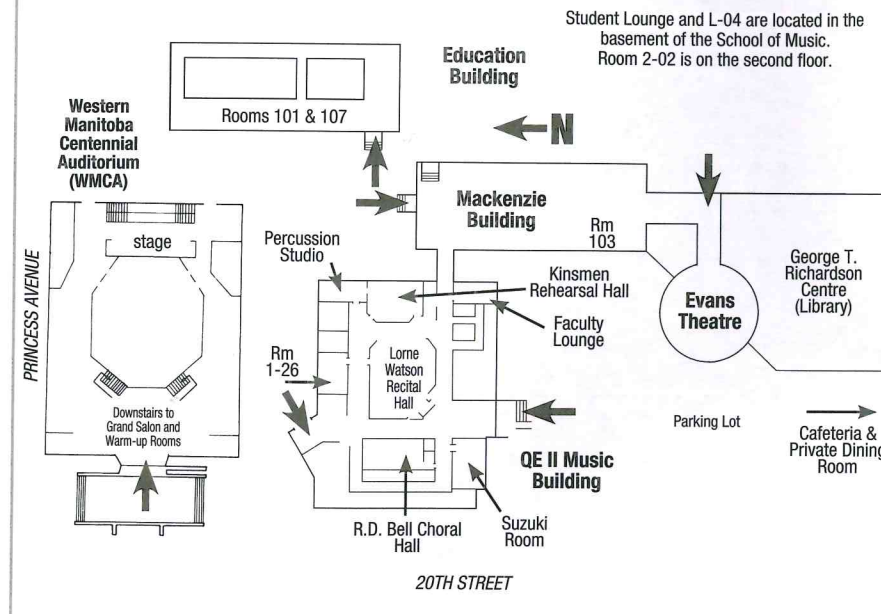 Student Lounge and L-04 are located in the
basement of the School of Music.
Room 2-02 is on the second floor.
Education
Building
Rooms 101 & 107
N
Western
Manitoba
Centennial
Auditorium
(WMCA)
stage
PRINCESS AVENUE
Downstairs to
Grand Salon and
Warm-up Rooms
Mackenzie
Building
Rm
103
Percussion
Studio
Kinsmen
Rehearsal Hall
Faculty
Lounge
Rm
1-26
Lorne
Watson
Recital
Hall
Evans
Theatre
George T.
Richardson
Centre
(Library)
Parking Lot
Cafeteria &
Private Dining
Room
QE II Music
Building
R.D. Bell Choral
Hall
Suzuki
Room
20TH STREET